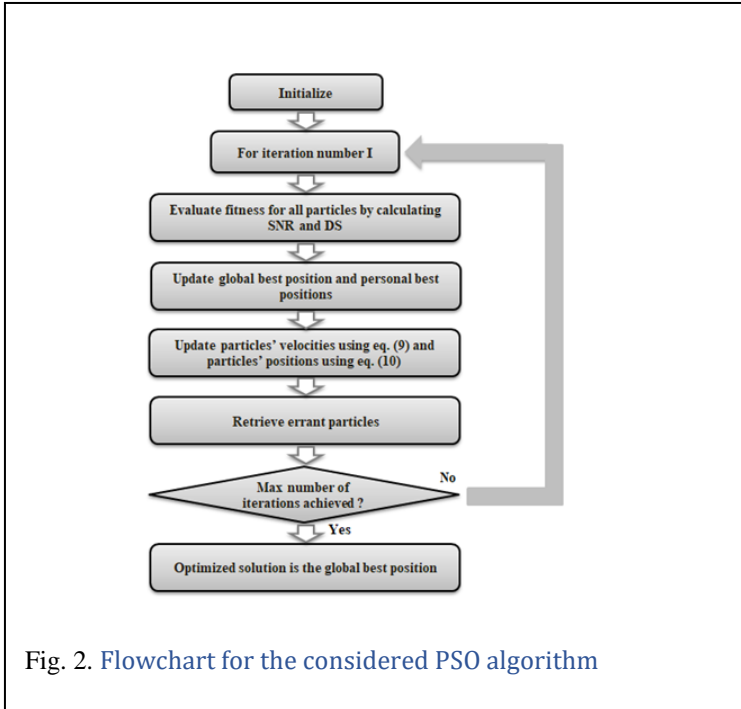 Initialize
For iteration number I
Evaluate fitness for all particles by calculating
SNR and DS
Update global best position and personal best
positions
Update particles' velocities using eq. (9) and
particles' positions using eq. (10)
Retrieve errant particles
Max number of
iterations achieved ?
No
Yes
Optimized solution is the global best position
Fig. 2. Flowchart for the considered PSO algorithm